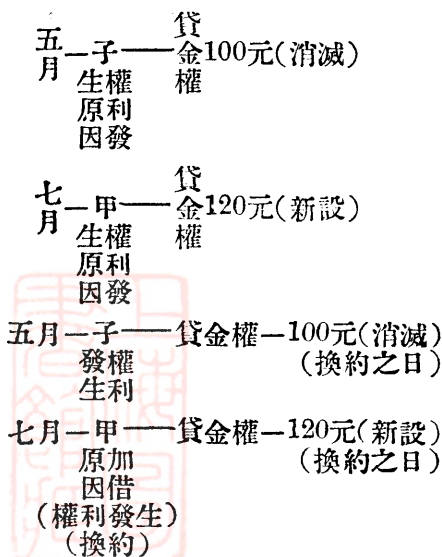 五月—子——貸金權100元(消滅)
權利發
生原因
七月—甲——貸金權120元(新設)
權利發
生原因
五月—子——貸金權—100元(消滅)
(換約之日)
權利
發生
七月—甲——貸金權—120元(新設)
(換約之日)
加借
原因
(權利發生)
(換約)